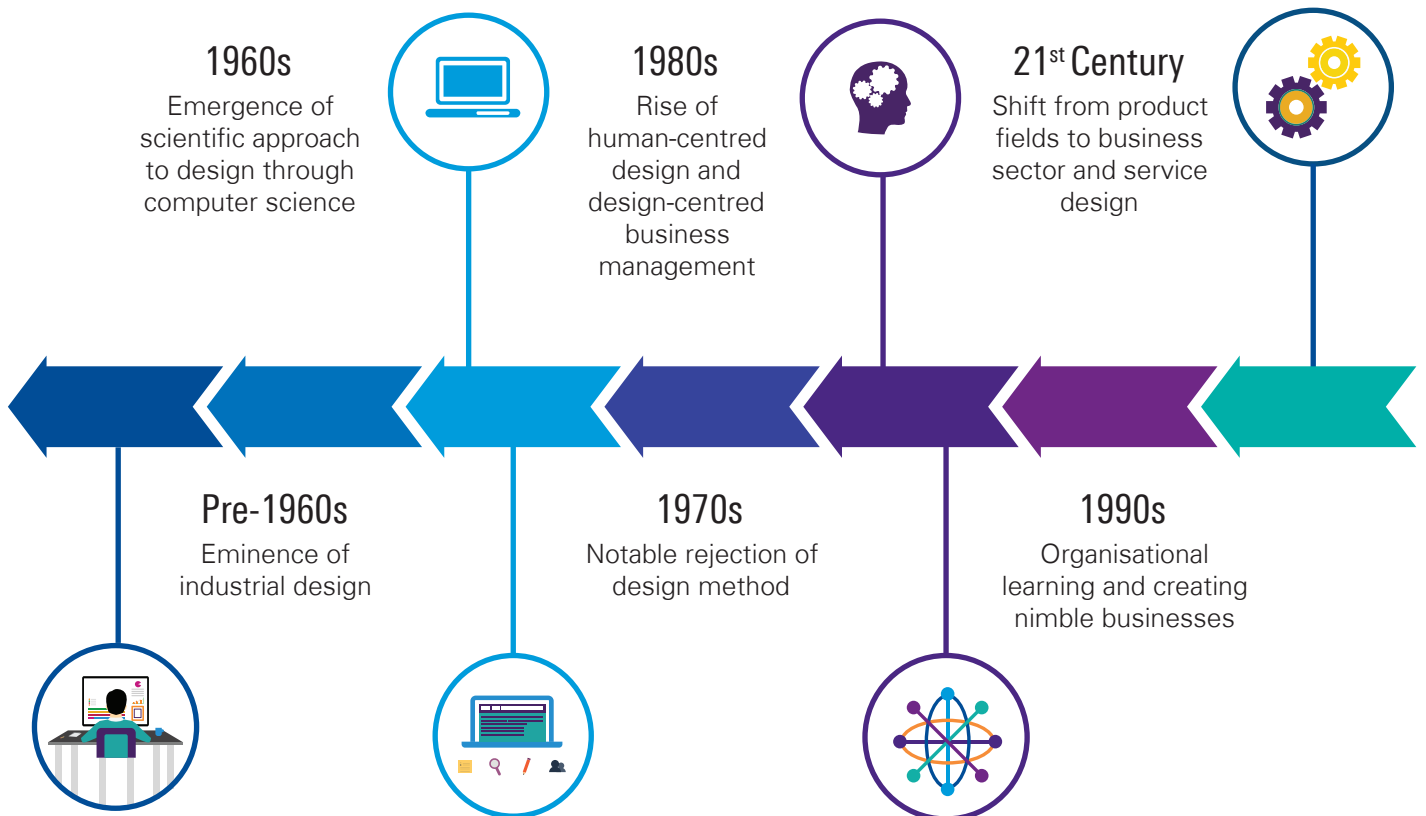 1960s
Emergence of
scientific approach
to design through
computer science
1980s
Rise of
human-centred
design and
design-centred
business
management
21st Century
Shift from product
fields to business
sector and service
design
Pre-1960s
Eminence of
industrial design
1970s
Notable rejection of
design method
1990s
Organisational
learning and creating
nimble businesses